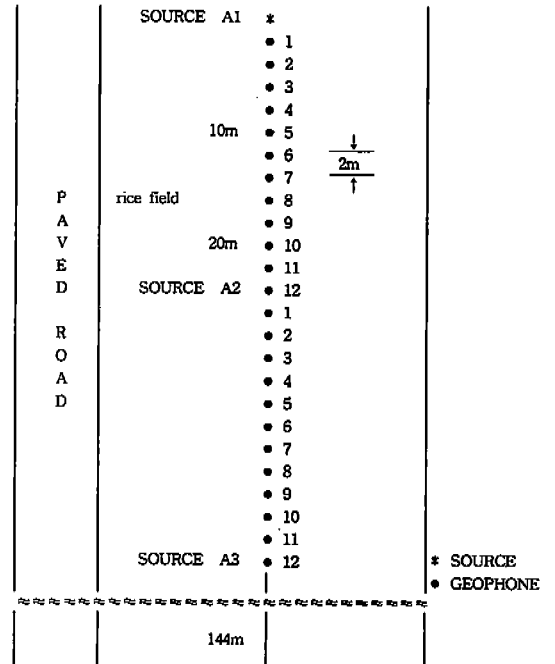 SOURCE A1 *
1
2
3
4
10m 5
6
2m
7
PAVED ROAD
rice field 8
9
20m 10
11
SOURCE A2 12
1
2
3
4
5
6
7
8
9
10
11
SOURCE A3 12
* SOURCE
GEOPHONE
144m